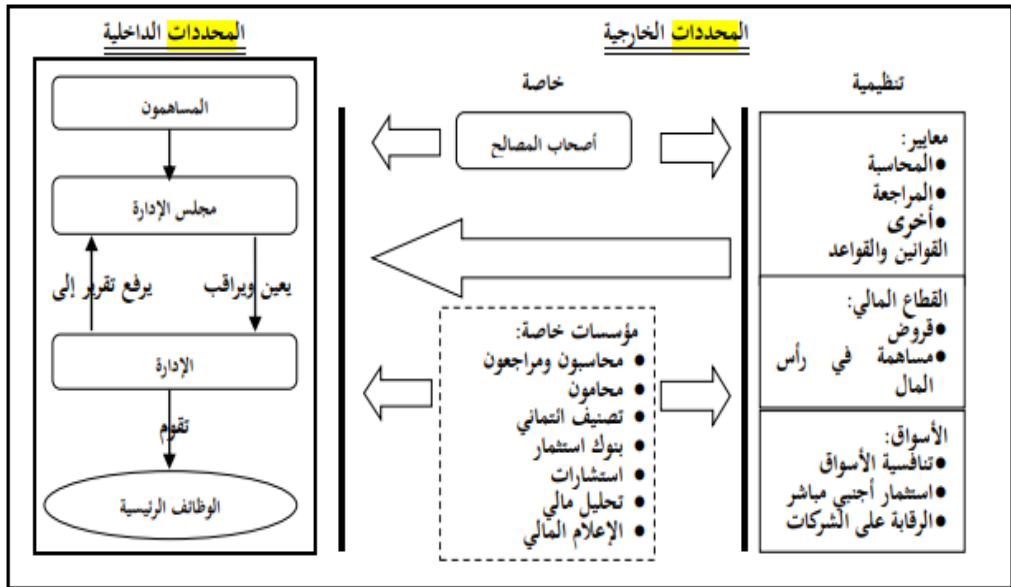 المحددات الخارجية
المحددات الداخلية
تنظيمية
خاصة
معايير:
●المحاسبة
●المراجعة
●أخرى
القوانين والقواعد
القطاع المالي:
●قروض
●مساهمة في رأس
المال
الأسواق:
●تنافسية الأسواق
●استثمار أجنبي مباشر
●الرقابة على الشركات
أصحاب المصالح
مؤسسات خاصة:
● محاسبون ومراجعون
● محامون
● تصنيف ائتماني
● بنوك استثمار
● استشارات
● تحليل مالي
● الإعلام المالي
المساهمون
مجلس الإدارة
يعين ويراقب
يرفع تقرير إلى
الإدارة
تقوم
الوظائف الرئيسية